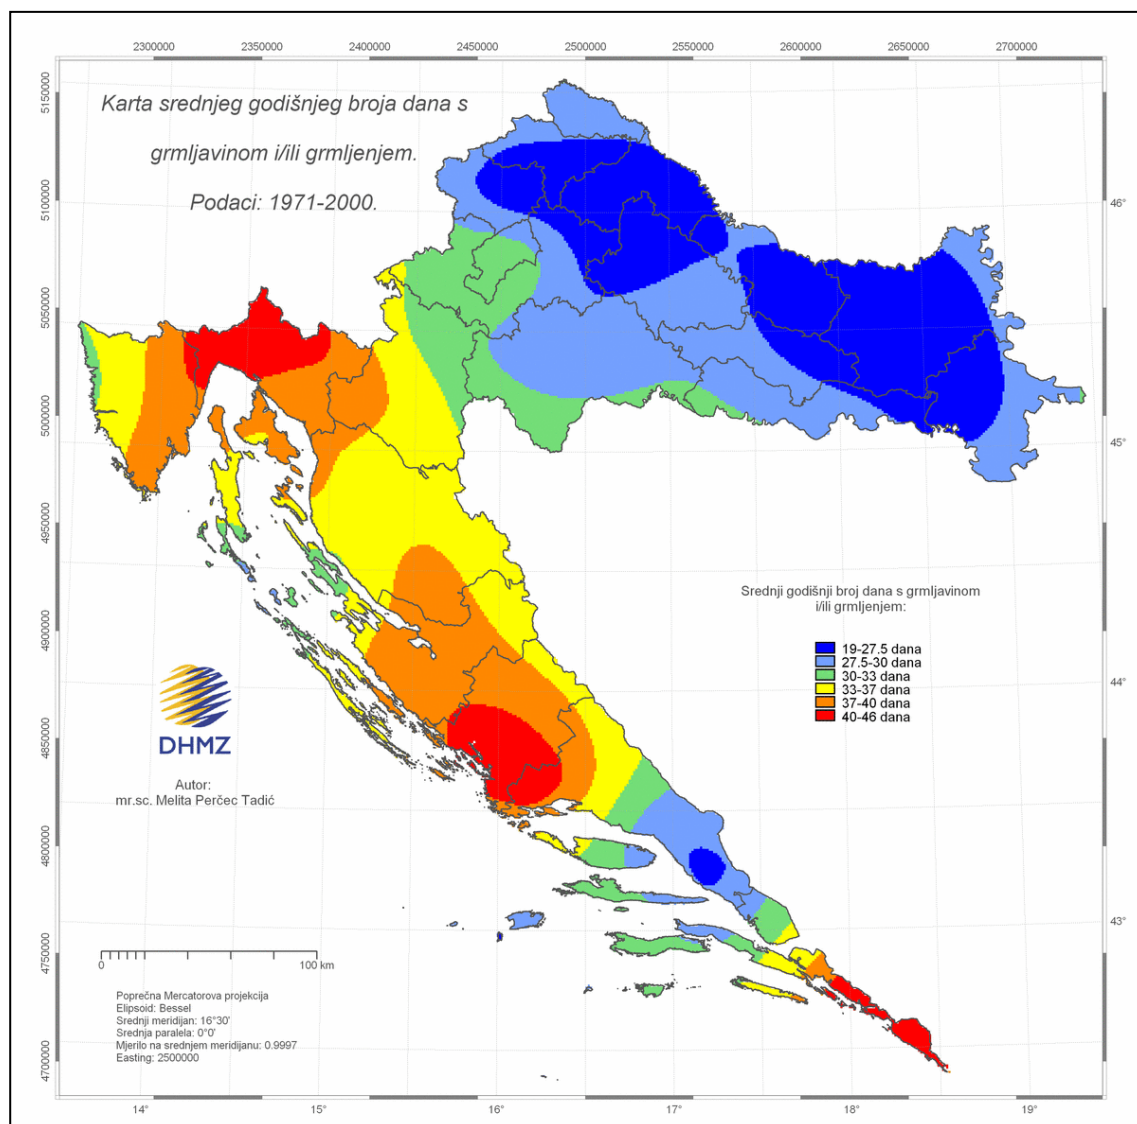 2300000 2350000 2400000 2450000 2500000 2550000 2600000 2650000 2700000
Karta srednjeg godišnjeg broja dana s
grmljavinom i/ili grmljenjem.
Podaci: 1971-2000.
5150000
5100000
5050000
5000000
4950000
4900000
4850000
4800000
4750000
4700000
46°
45°
44°
43°
Srednji godišnji broj dana s grmljavinom
i/ili grmljenjem:
19-27.5 dana
27.5-30 dana
30-33 dana
33-37 dana
37-40 dana
40-46 dana
DHMZ
Autor:
mr.sc. Melita Perčec Tadić
0 100 km
Poprečna Mercatorova projekcija
Elipsoid: Bessel
Srednji meridijan: 16°30'
Srednja paralela: 0°0'
Mjerilo na srednjem meridijanu: 0.9997
Easting: 2500000
14° 15° 16° 17° 18° 19°